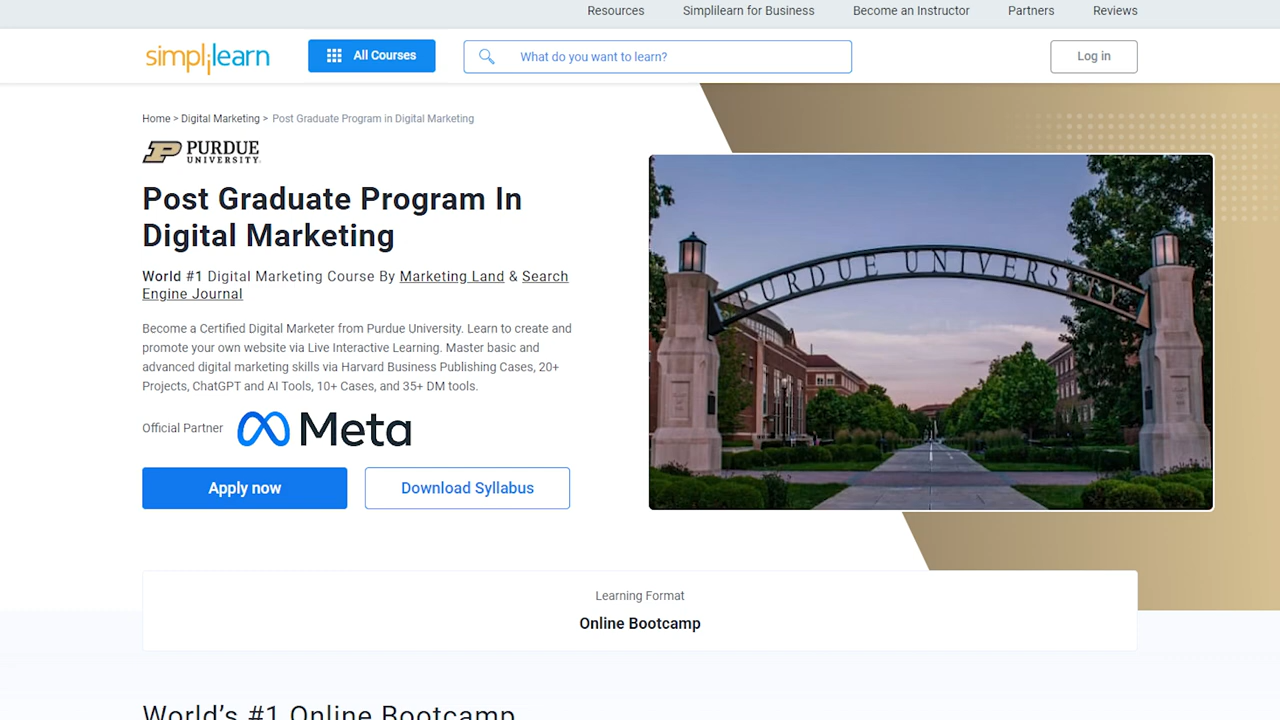 Resources Simplilearn for Business Become an Instructor Partners Reviews
simplilearn All Courses What do you want to learn? Log in
Home > Digital Marketing > Post Graduate Program in Digital Marketing
PURDUE
UNIVERSITY.
Post Graduate Program In
Digital Marketing
World #1 Digital Marketing Course By Marketing Land & Search
Engine Journal
Become a Certified Digital Marketer from Purdue University. Learn to create and
promote your own website via Live Interactive Learning. Master basic and
advanced digital marketing skills via Harvard Business Publishing Cases, 20+
Projects, ChatGPT and AI Tools, 10+ Cases, and 35+ DM tools.
Official Partner Meta
Apply now Download Syllabus
PURDUE UNIVERSITY
Learning Format
Online Bootcamp
World's #1 Online Bootcamp